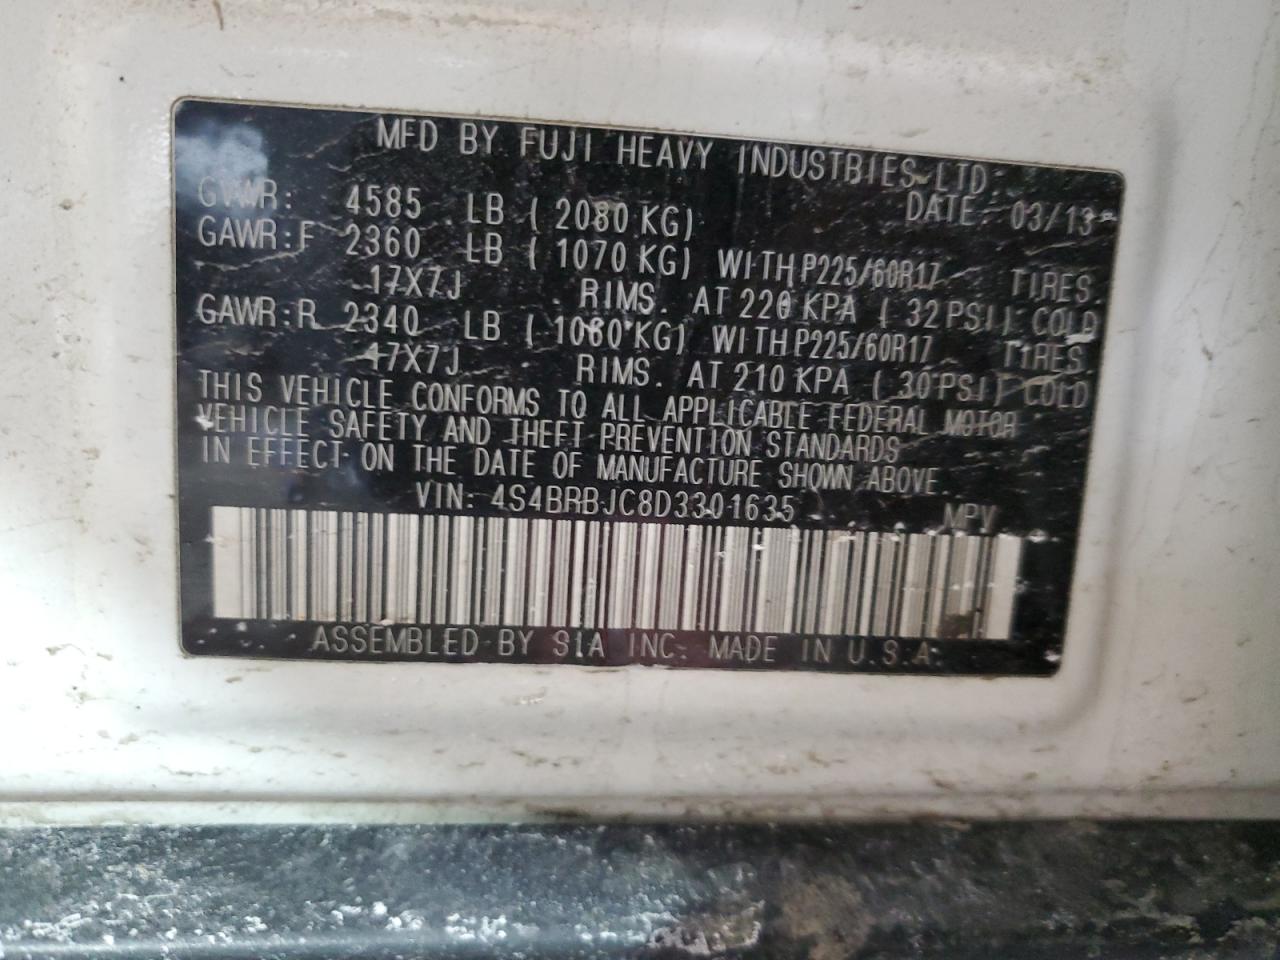 MFD BY FUJI HEAVY INDUSTRIES LTD.
DATE 03/13
GVWR: 4585 LB (2080 KG)
GAWR:F 2360 LB (1070 KG) WITH P225/60R17 TIRES
17X7J RIMS. AT 220 KPA (32 PSI) COLD
GAWR:R 2340 LB (1060 KG) WITH P225/60R17 TIRES
17X7J RIMS. AT 210 KPA (30 PSI) COLD
THIS VEHICLE CONFORMS TO ALL APPLICABLE FEDERAL MOTOR
VEHICLE SAFETY AND THEFT PREVENTION STANDARDS
IN EFFECT ON THE DATE OF MANUFACTURE SHOWN ABOVE.
VIN: 4S4BRBJC8D3301635 MPV
ASSEMBLED BY SIA INC. MADE IN U.S.A.